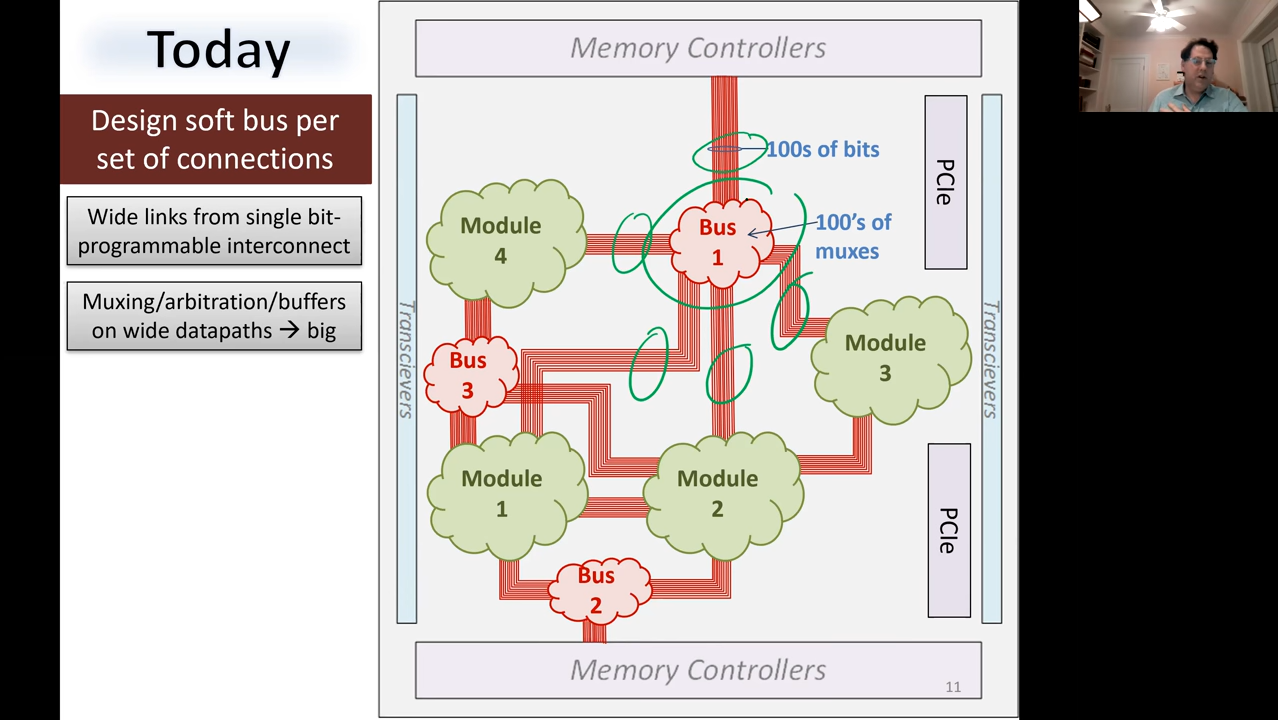 Today
Design soft bus per
set of connections
Wide links from single bit-
programmable interconnect
Muxing/arbitration/buffers
on wide datapaths → big
Memory Controllers
100s of bits
PCIe
Module
4
Bus
1
100's of
muxes
Transcievers
Transcievers
Module
3
Bus
3
Module
1
Module
2
PCIe
Bus
2
Memory Controllers
11